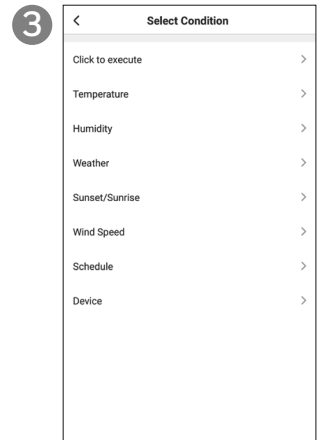 3
Select Condition
Click to execute
Temperature
Humidity
Weather
Sunset/Sunrise
Wind Speed
Schedule
Device